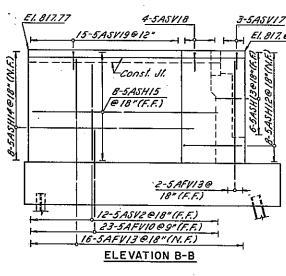 4-5ASV18
3-5ASV17
El. 817.77
15-5ASV19@12"
El. 817.
Const. Jt.
8-5ASH15
@18"(F.F.)
8-5ASH14@18"(N.F.)
6-5ASH13@18"(F.F.)
8-5ASH12@18"(N.F.)
2-5AFV13@
18"(F.F.)
12-5ASV2@18"(F.F.)
23-5AFV10@9"(F.F.)
16-5AFV13@18"(N.F.)
ELEVATION B-B